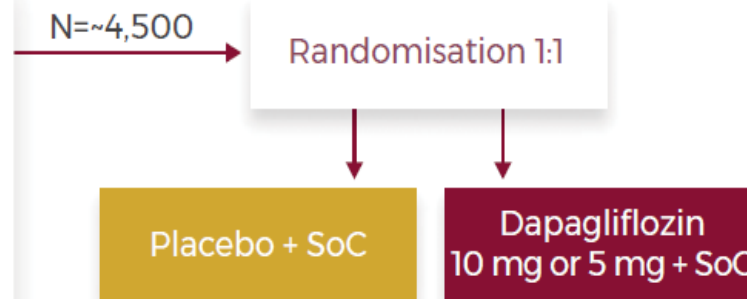 N=~4,500
Randomisation 1:1
Placebo + SoC
Dapagliflozin
10 mg or 5 mg + SoC